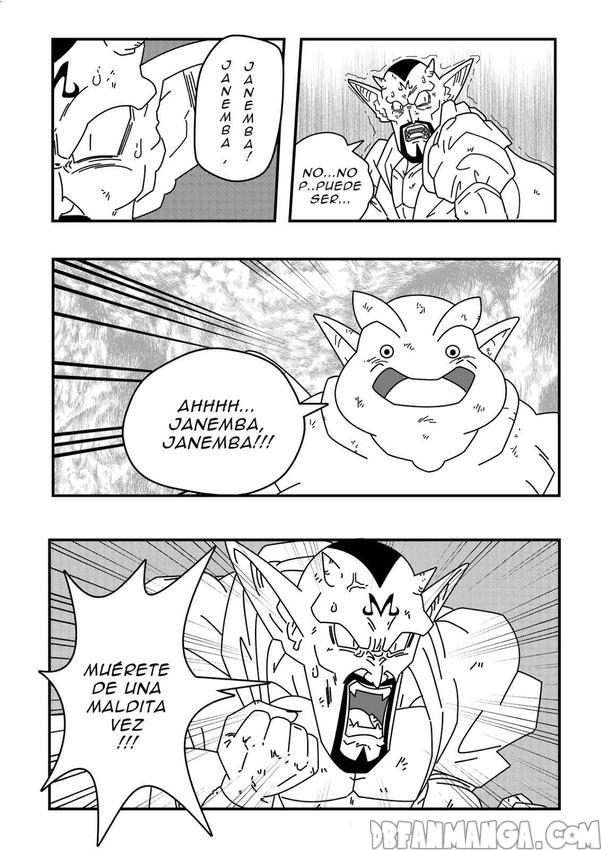 JANEMBA,
JANEMBA!
NO...NO
P..PUEDE
SER...
AHHHH...
JANEMBA,
JANEMBA!!!
M
MUÉRETE
DE UNA
MALDITA
VEZ
!!!
DBFANMANGA.COM